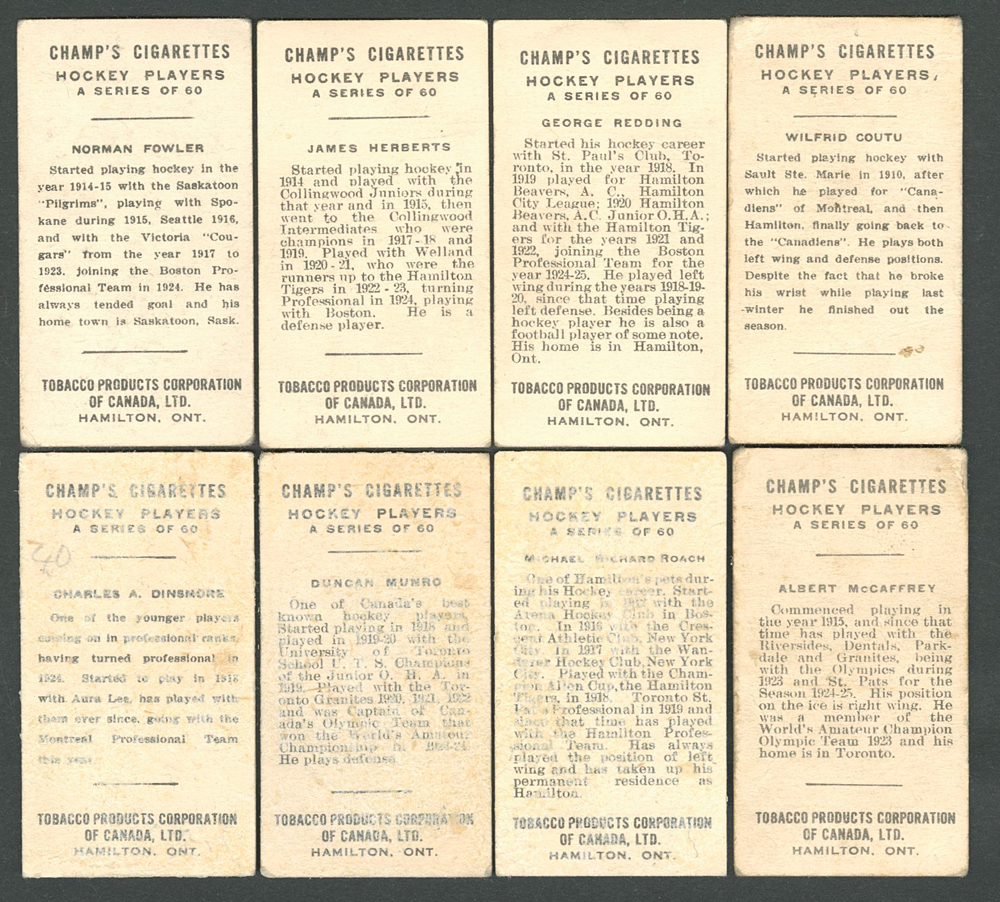 CHAMP'S CIGARETTES
HOCKEY PLAYERS
A SERIES OF 60
NORMAN FOWLER
Started playing hockey in the
year 1914-15 with the Saskatoon
"Pilgrims", playing with Spo-
kane during 1915, Seattle 1916,
and with the Victoria "Cou-
gars" from the year 1917 to
1923, joining the Boston Pro-
fessional Team in 1924. He has
always tended goal and his
home town is Saskatoon, Sask.
TOBACCO PRODUCTS CORPORATION
OF CANADA, LTD.
HAMILTON, ONT.
CHAMP'S CIGARETTES
HOCKEY PLAYERS
A SERIES OF 60
JAMES HERBERTS
Started playing hockey in
1914 and played with the
Collingwood Juniors during
that year and in 1915, then
went to the Collingwood
Intermediates who were
champions in 1917-18 and
1919. Played with Welland
in 1920-21, who were the
runners up to the Hamilton
Tigers in 1922-23, turning
Professional in 1924, playing
with Boston. He is a
defense player.
TOBACCO PRODUCTS CORPORATION
OF CANADA, LTD.
HAMILTON, ONT.
CHAMP'S CIGARETTES
HOCKEY PLAYERS
A SERIES OF 60
GEORGE REDDING
Started his hockey career
with St. Paul's Club, To-
ronto, in the year 1918. In
1919 played for Hamilton
Beavers, A. C., Hamilton
City League; 1920 Hamilton
Beavers, A.C. Junior O.H.A.;
and with the Hamilton Tig-
ers for the years 1921 and
1922, joining the Boston
Professional Team for the
year 1924-25. He played left
wing during the years 1918-19-
20, since that time playing
left defense. Besides being a
hockey player he is also a
football player of some note.
His home is in Hamilton,
Ont.
TOBACCO PRODUCTS CORPORATION
OF CANADA, LTD.
HAMILTON, ONT.
CHAMP'S CIGARETTES
HOCKEY PLAYERS
A SERIES OF 60
WILFRID COUTU
Started playing hockey with
Sault Ste. Marie in 1910, after
which he played for "Cana-
diens" of Montreal, and then
Hamilton, finally going back to
the "Canadiens". He plays both
left wing and defense positions.
Despite the fact that he broke
his wrist while playing last
winter he finished out the
season.
TOBACCO PRODUCTS CORPORATION
OF CANADA, LTD.
HAMILTON, ONT.
CHAMP'S CIGARETTES
HOCKEY PLAYERS
A SERIES OF 60
40
CHARLES A. DINSMORE
One of the younger players
coming on in professional ranks,
having turned professional in
1924. Started to play in 1918
with Aura Lee, has played with
them ever since, going with the
Montreal Professional Team
this year.
TOBACCO PRODUCTS CORPORATION
OF CANADA, LTD.
HAMILTON, ONT.
CHAMP'S CIGARETTES
HOCKEY PLAYERS
A SERIES OF 60
DUNCAN MUNRO
One of Canada's best
known hockey players,
Started playing in 1918 and
played in 1919-20 with the
University of Toronto
School U. T. S. Champions
of the Junior O. H. A. in
1919. Played with the Tor-
onto Granites 1920, 1921, 1922
and was Captain of Can-
ada's Olympic Team that
won the World's Amateur
Championship in 1923-24.
He plays defense.
TOBACCO PRODUCTS CORPORATION
OF CANADA, LTD.
HAMILTON, ONT.
CHAMP'S CIGARETTES
HOCKEY PLAYERS
A SERIES OF 60
MICHAEL RICHARD ROACH
One of Hamilton's pets dur-
ing his Hockey career. Start-
ed playing in with the
Arena Hockey Club in Bos-
ton. In 1916 with the Cres-
cent Athletic Club, New York
City. In 1917 with the Wan-
derer Hockey Club, New York
City. Played with the Cham-
pion Allen Cup, the Hamilton
Tigers, in 1918. Toronto St.
Pat's Professional in 1919 and
since that time has played
with the Hamilton Profes-
sional Team. Has always
played the position of left
wing and has taken up his
permanent residence as
Hamilton.
TOBACCO PRODUCTS CORPORATION
OF CANADA, LTD.
HAMILTON, ONT.
CHAMP'S CIGARETTES
HOCKEY PLAYERS
A SERIES OF 60
ALBERT McCAFFREY
Commenced playing in
the year 1915, and since that
time has played with the
Riversides, Dentals, Park-
dale and Granites, being
with the Olympics during
1923 and St. Pats for the
Season 1924-25. His position
on the ice is right wing. He
was a member of the
World's Amateur Champion
Olympic Team 1923 and his
home is in Toronto.
TOBACCO PRODUCTS CORPORATION
OF CANADA, LTD.
HAMILTON, ONT.